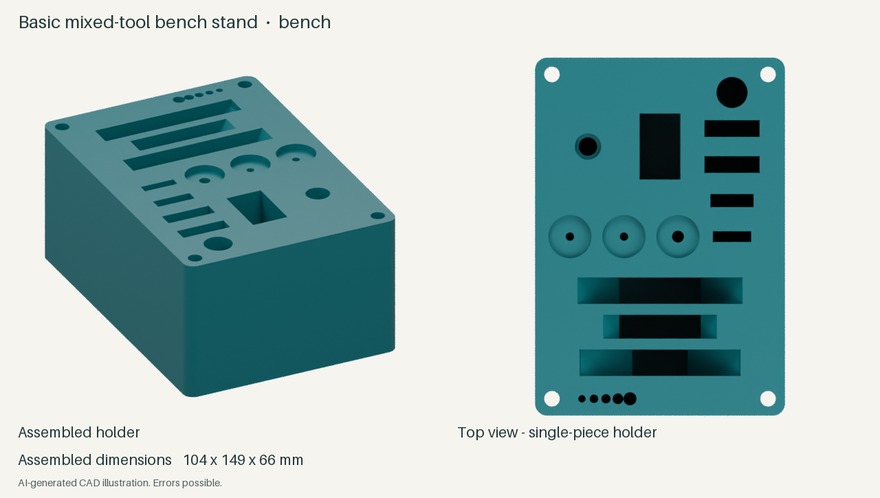 Basic mixed-tool bench stand · bench
Assembled holder
Top view - single-piece holder
Assembled dimensions 104 x 149 x 66 mm
AI-generated CAD illustration. Errors possible.